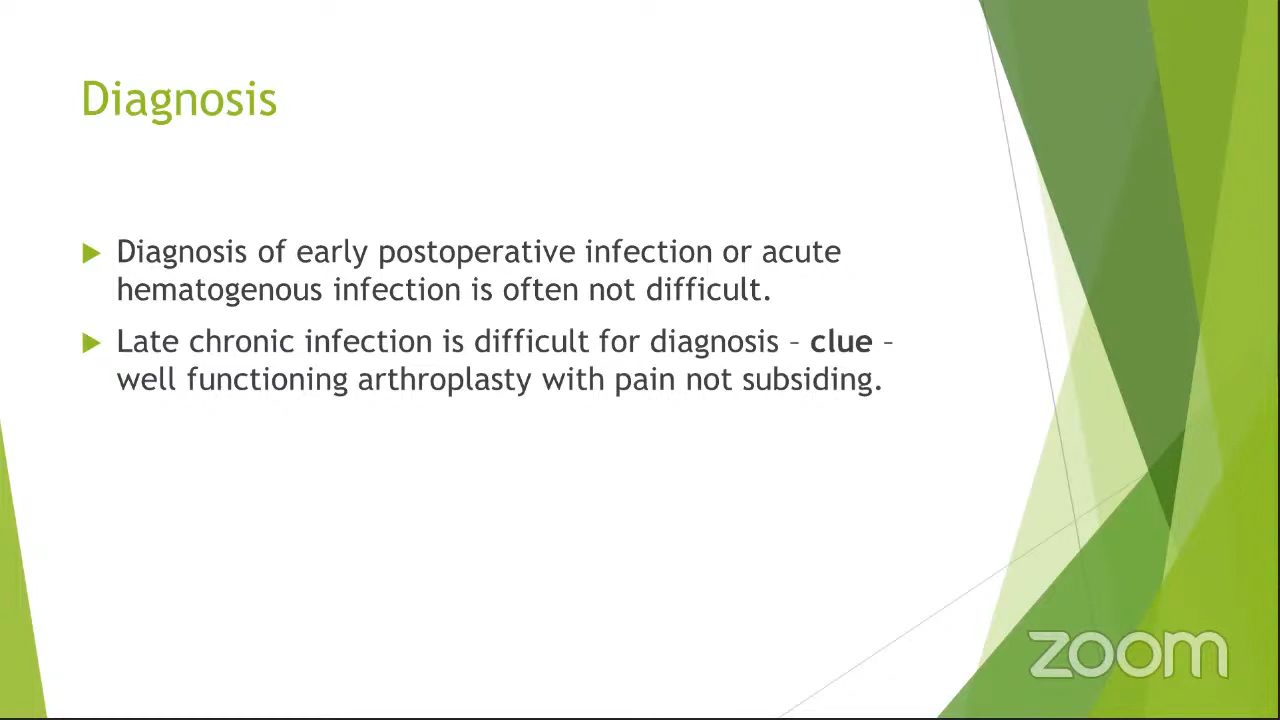 Diagnosis
Diagnosis of early postoperative infection or acute
hematogenous infection is often not difficult.
Late chronic infection is difficult for diagnosis – clue –
well functioning arthroplasty with pain not subsiding.
zoom